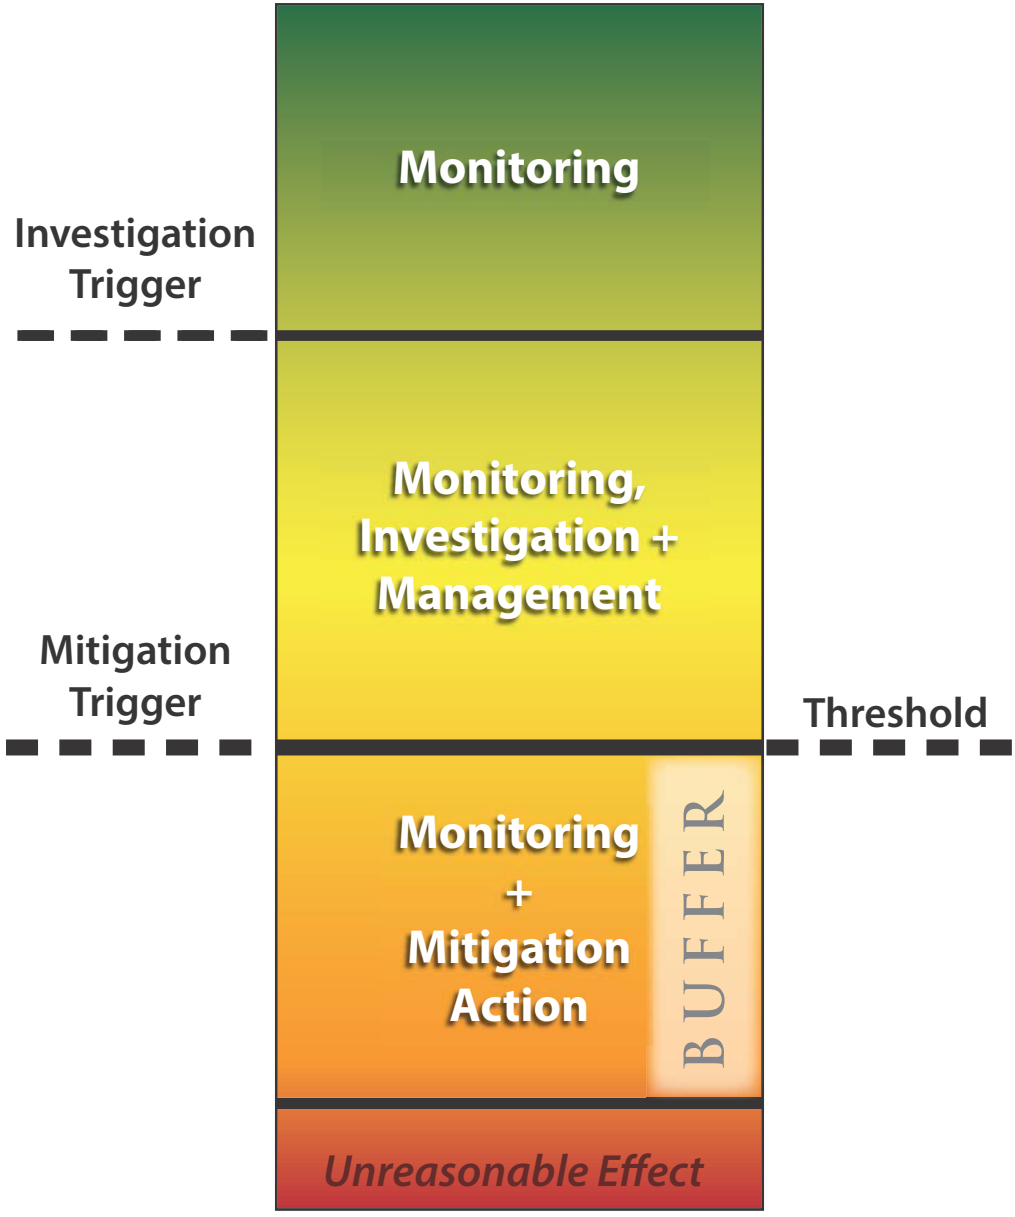 Monitoring
Investigation
Trigger
Monitoring,
Investigation +
Management
Mitigation
Trigger
Threshold
Monitoring
+
Mitigation
Action
BUFFER
Unreasonable Effect